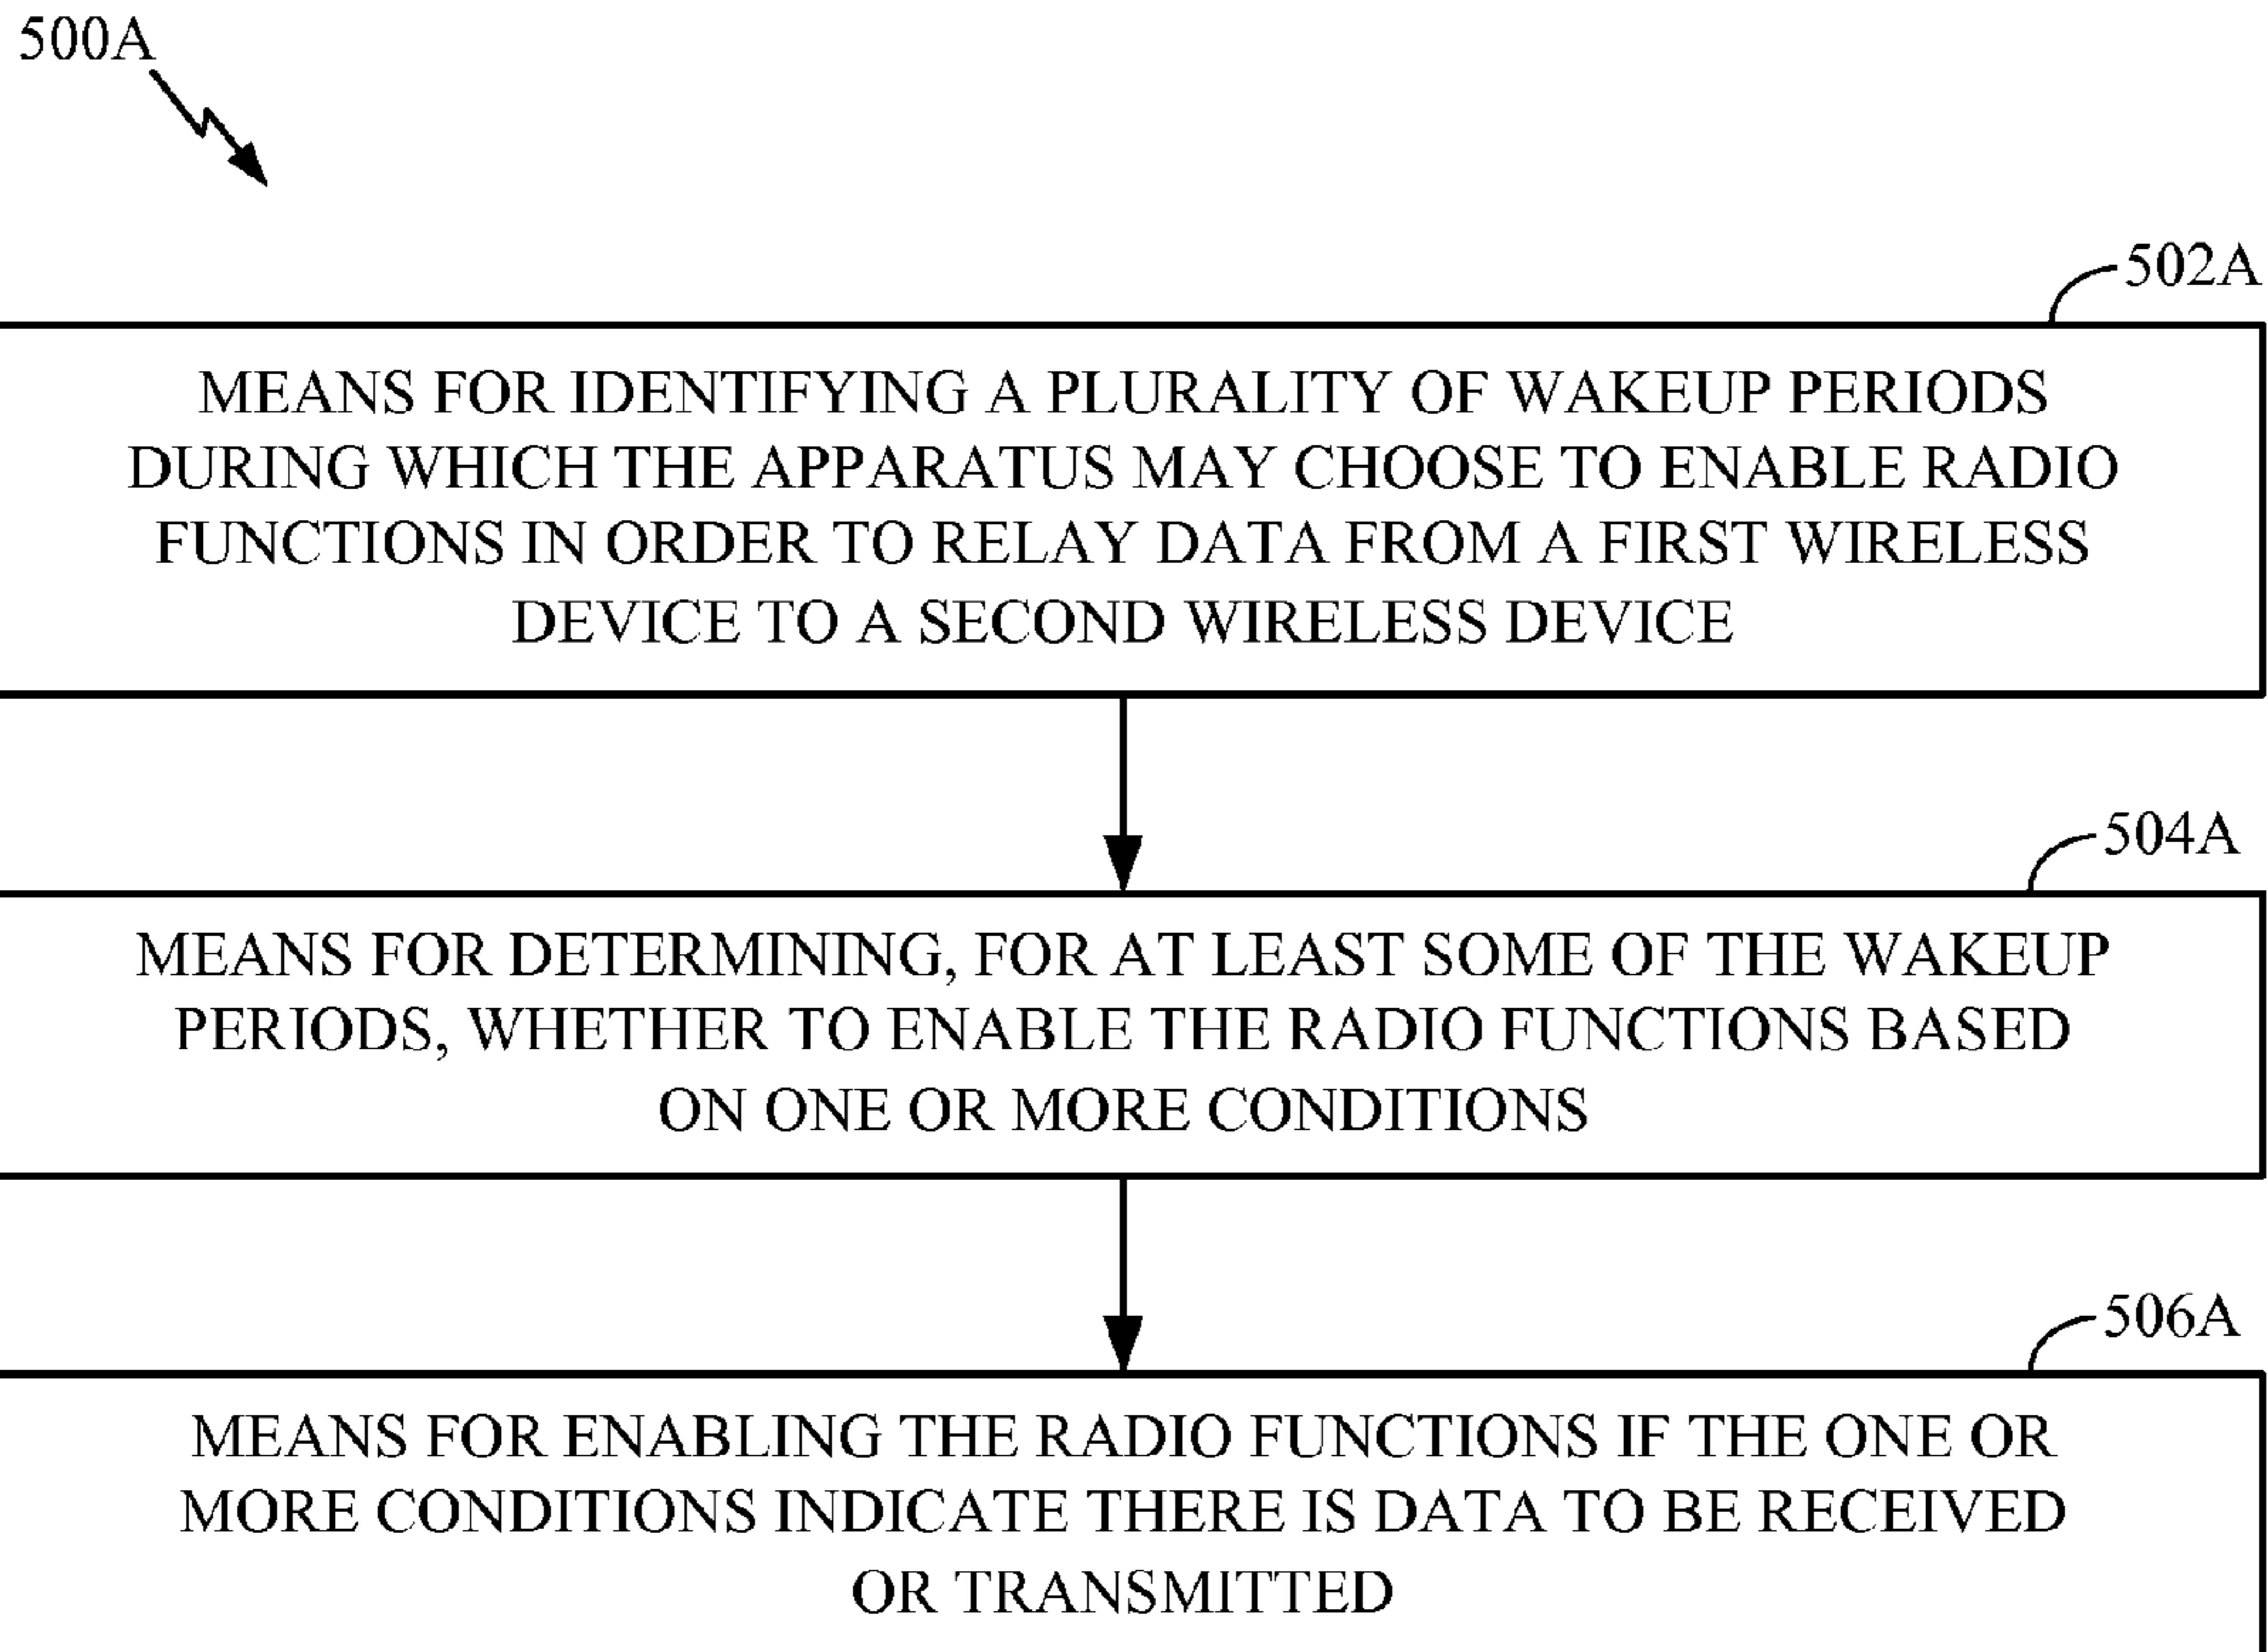 500A
502A
MEANS FOR IDENTIFYING A PLURALITY OF WAKEUP PERIODS
DURING WHICH THE APPARATUS MAY CHOOSE TO ENABLE RADIO
FUNCTIONS IN ORDER TO RELAY DATA FROM A FIRST WIRELESS
DEVICE TO A SECOND WIRELESS DEVICE
504A
MEANS FOR DETERMINING, FOR AT LEAST SOME OF THE WAKEUP
PERIODS, WHETHER TO ENABLE THE RADIO FUNCTIONS BASED
ON ONE OR MORE CONDITIONS
506A
MEANS FOR ENABLING THE RADIO FUNCTIONS IF THE ONE OR
MORE CONDITIONS INDICATE THERE IS DATA TO BE RECEIVED
OR TRANSMITTED